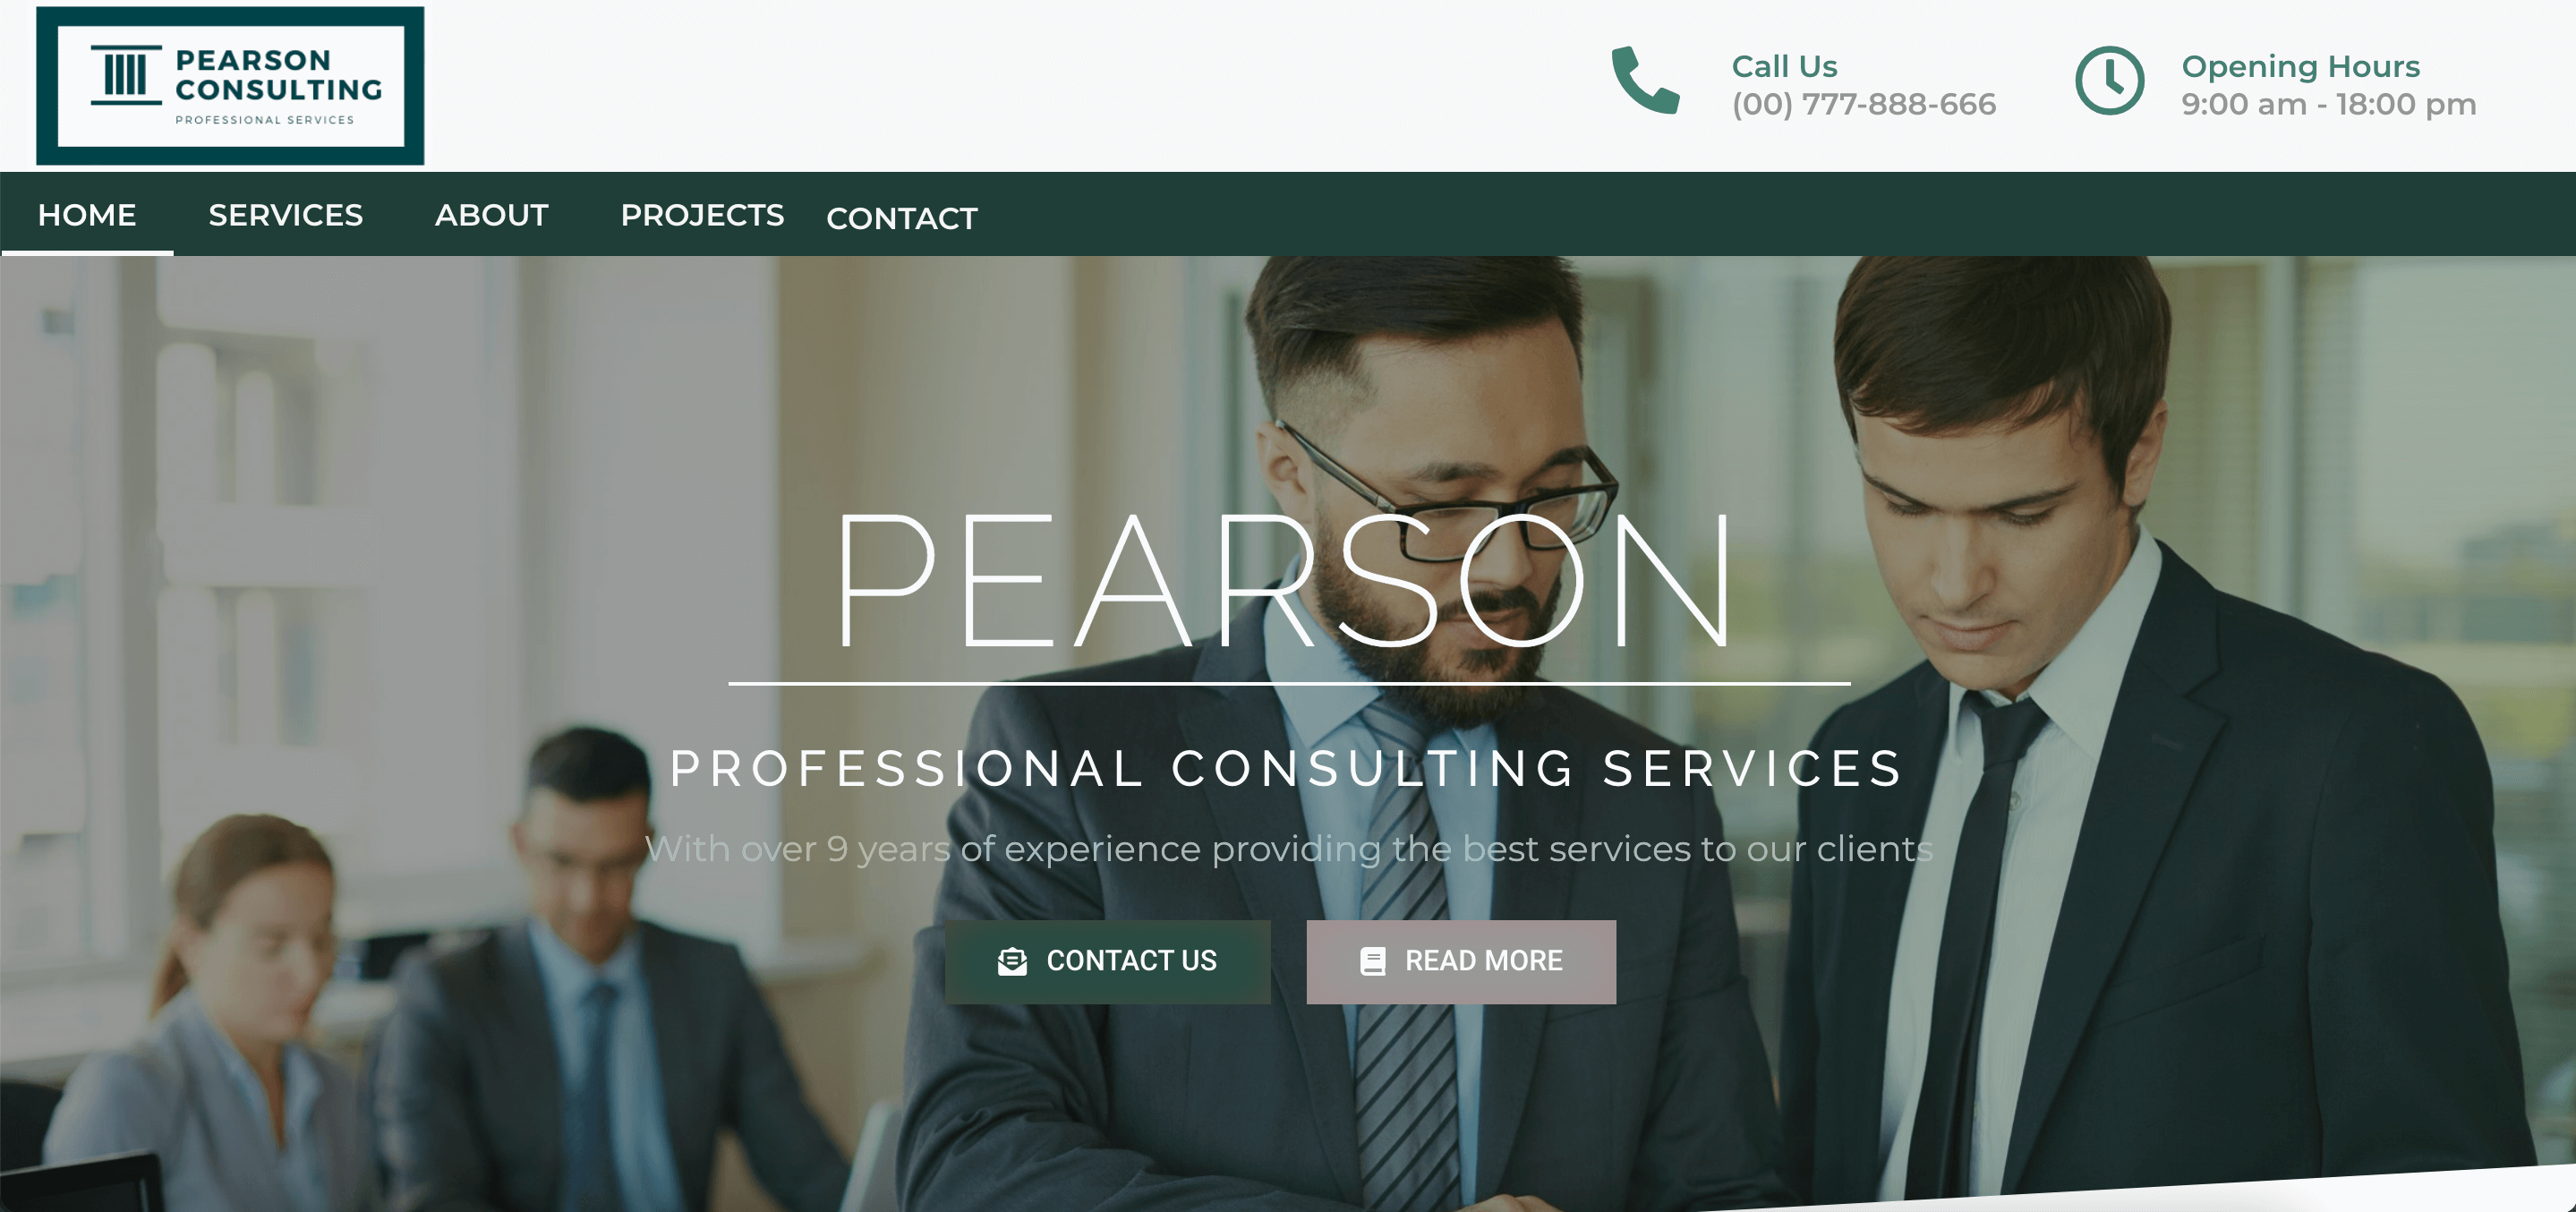 PEARSON
CONSULTING
PROFESSIONAL SERVICES
Call Us
(00) 777-888-666
Opening Hours
9:00 am - 18:00 pm
HOME SERVICES ABOUT PROJECTS CONTACT
PEARSON
PROFESSIONAL CONSULTING SERVICES
With over 9 years of experience providing the best services to our clients
CONTACT US READ MORE